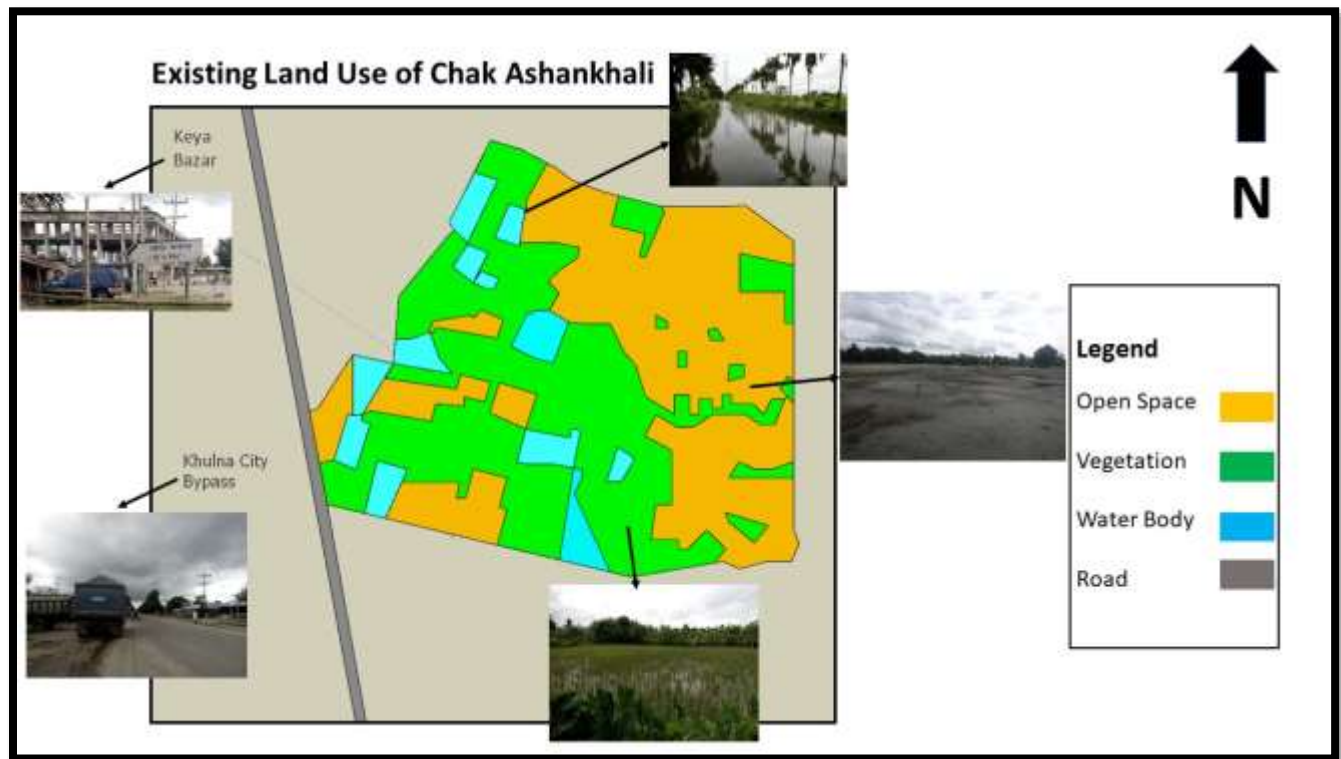 Existing Land Use of Chak Ashankhali
Keya
Bazar
N
Legend
Open Space
Vegetation
Khulna City
Bypass
Water Body
Road